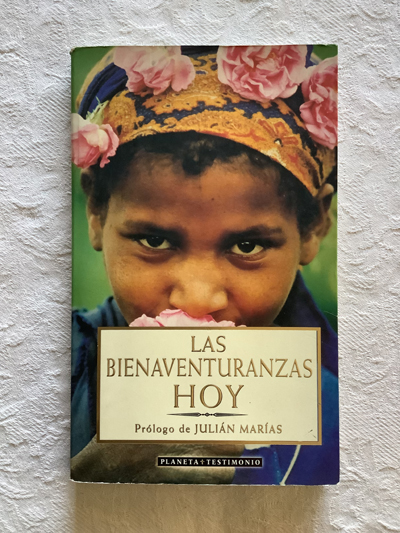 LAS
BIENAVENTURANZAS
HOY
Prólogo de JULIÁN MARÍAS
PLANETA✝TESTIMONIO